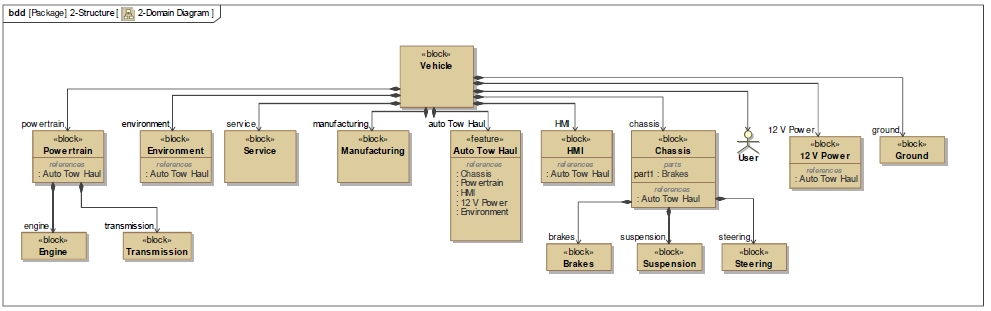 bdd [Package] 2-Structure [ 2-Domain Diagram ]
«block»
Vehicle
powertrain
environment
service
manufacturing
auto Tow Haul
HMI
chassis
12 V Power
ground
«block»
Powertrain
references
: Auto Tow Haul
«block»
Environment
references
: Auto Tow Haul
«block»
Service
«block»
Manufacturing
«feature»
Auto Tow Haul
references
: Chassis
: Powertrain
: HMI
: 12 V Power
: Environment
«block»
HMI
references
: Auto Tow Haul
«block»
Chassis
parts
part1 : Brakes
references
: Auto Tow Haul
User
«block»
12 V Power
references
: Auto Tow Haul
«block»
Ground
engine
transmission
«block»
Engine
«block»
Transmission
brakes
suspension
steering
«block»
Brakes
«block»
Suspension
«block»
Steering